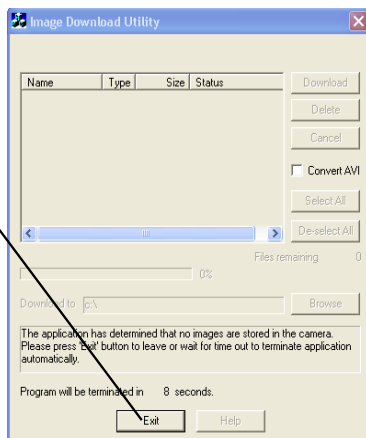 Image Download Utility
Name Type Size Status
Download
Delete
Cancel
Convert AVI
Select All
De-select All
Files remaining 0
0%
Download to c:\ Browse
The application has determined that no images are stored in the camera.
Please press 'Exit' button to leave or wait for time out to terminate application
automatically.
Program will be terminated in 8 seconds.
Exit Help